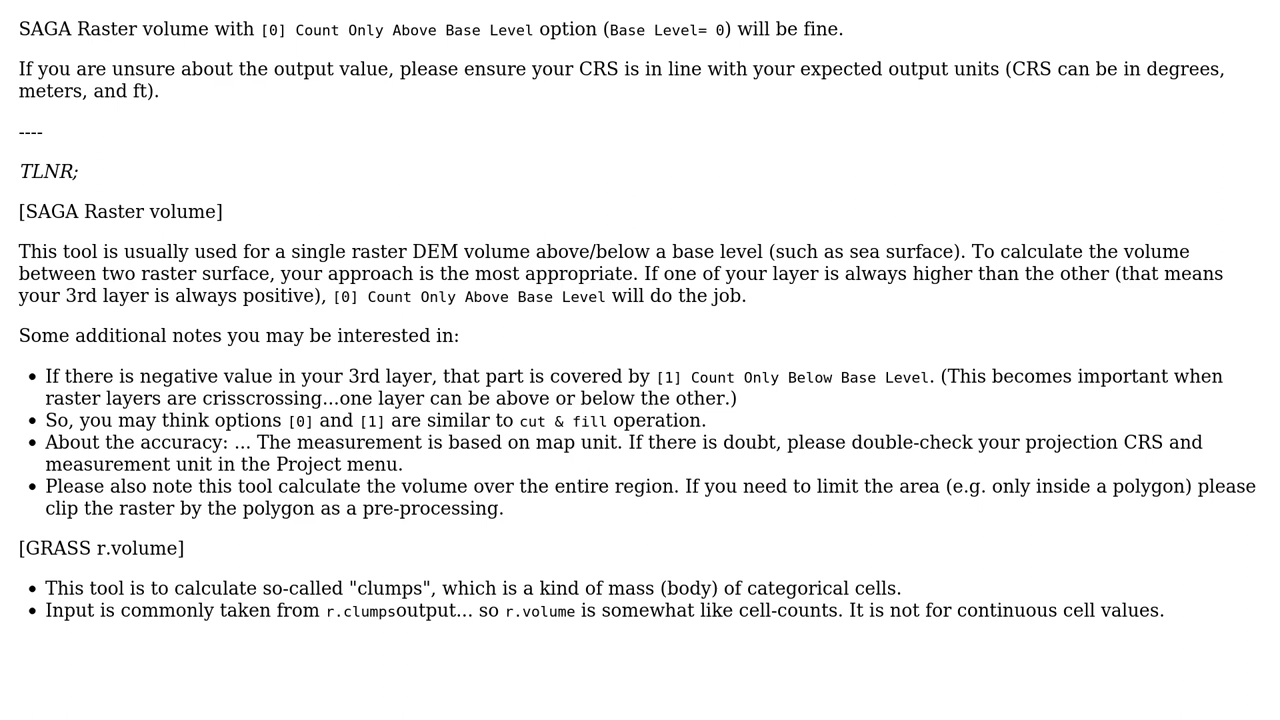 SAGA Raster volume with [0] Count Only Above Base Level option (Base Level= 0) will be fine.
If you are unsure about the output value, please ensure your CRS is in line with your expected output units (CRS can be in degrees,
meters, and ft).
----
TLNR;
[SAGA Raster volume]
This tool is usually used for a single raster DEM volume above/below a base level (such as sea surface). To calculate the volume
between two raster surface, your approach is the most appropriate. If one of your layer is always higher than the other (that means
your 3rd layer is always positive), [0] Count Only Above Base Level will do the job.
Some additional notes you may be interested in:
• If there is negative value in your 3rd layer, that part is covered by [1] Count Only Below Base Level. (This becomes important when
raster layers are crisscrossing...one layer can be above or below the other.)
• So, you may think options [0] and [1] are similar to cut & fill operation.
• About the accuracy: ... The measurement is based on map unit. If there is doubt, please double-check your projection CRS and
measurement unit in the Project menu.
• Please also note this tool calculate the volume over the entire region. If you need to limit the area (e.g. only inside a polygon) please
clip the raster by the polygon as a pre-processing.
[GRASS r.volume]
• This tool is to calculate so-called "clumps", which is a kind of mass (body) of categorical cells.
• Input is commonly taken from r.clumpsoutput... so r.volume is somewhat like cell-counts. It is not for continuous cell values.